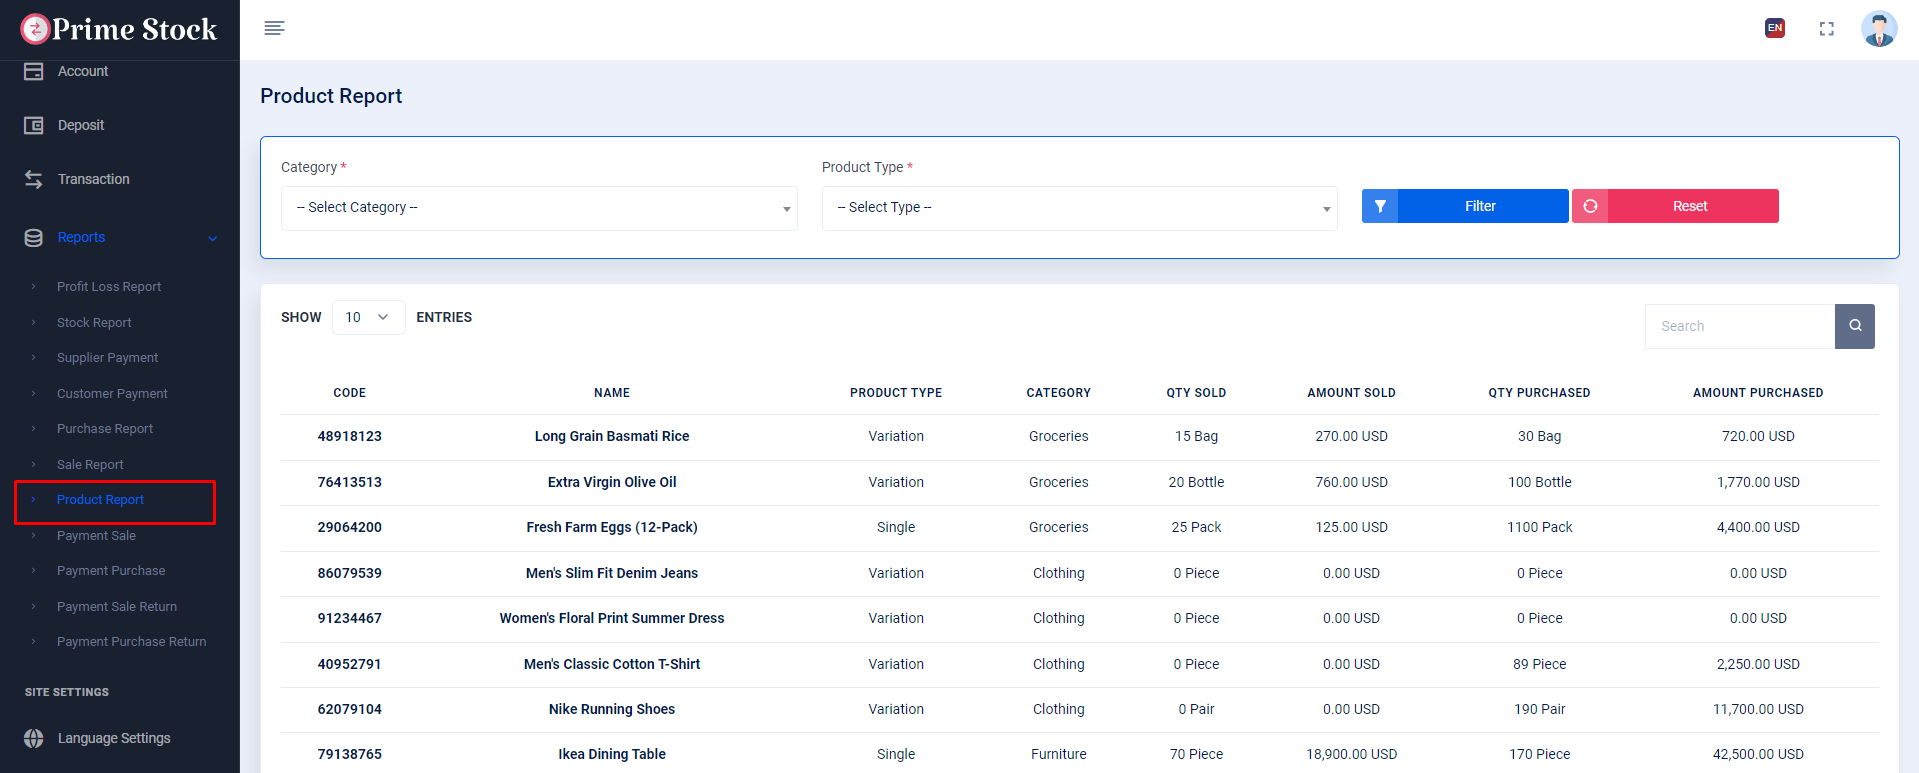 Prime Stock
EN
Account
Deposit
Transaction
Reports
Profit Loss Report
Stock Report
Supplier Payment
Customer Payment
Purchase Report
Sale Report
Product Report
Payment Sale
Payment Purchase
Payment Sale Return
Payment Purchase Return
SITE SETTINGS
Language Settings
Product Report
Category * Product Type *
-- Select Category -- -- Select Type -- Filter Reset
SHOW 10 ENTRIES Search
CODE NAME PRODUCT TYPE CATEGORY QTY SOLD AMOUNT SOLD QTY PURCHASED AMOUNT PURCHASED
48918123 Long Grain Basmati Rice Variation Groceries 15 Bag 270.00 USD 30 Bag 720.00 USD
76413513 Extra Virgin Olive Oil Variation Groceries 20 Bottle 760.00 USD 100 Bottle 1,770.00 USD
29064200 Fresh Farm Eggs (12-Pack) Single Groceries 25 Pack 125.00 USD 1100 Pack 4,400.00 USD
86079539 Men's Slim Fit Denim Jeans Variation Clothing 0 Piece 0.00 USD 0 Piece 0.00 USD
91234467 Women's Floral Print Summer Dress Variation Clothing 0 Piece 0.00 USD 0 Piece 0.00 USD
40952791 Men's Classic Cotton T-Shirt Variation Clothing 0 Piece 0.00 USD 89 Piece 2,250.00 USD
62079104 Nike Running Shoes Variation Clothing 0 Pair 0.00 USD 190 Pair 11,700.00 USD
79138765 Ikea Dining Table Single Furniture 70 Piece 18,900.00 USD 170 Piece 42,500.00 USD